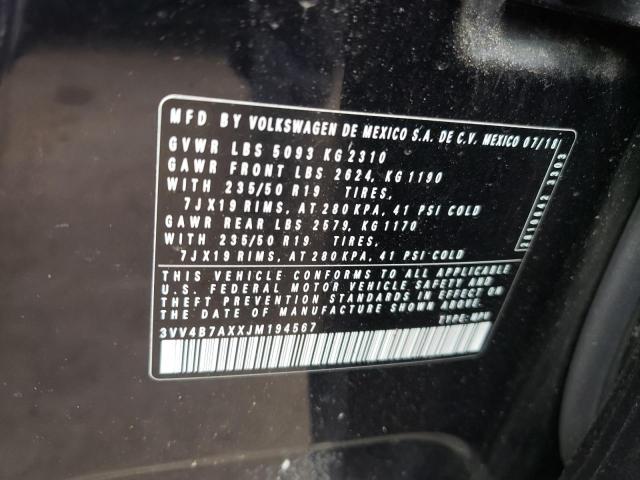 MFD BY VOLKSWAGEN DE MEXICO S.A. DE C.V. MEXICO 07/18
GVWR LBS 5093 KG 2310
GAWR FRONT LBS 2624, KG 1190
WITH 235/50 R19 TIRES,
7JX19 RIMS, AT 280 KPA, 41 PSI COLD
GAWR REAR LBS 2579, KG 1170
WITH 235/50 R19 TIRES,
7JX19 RIMS, AT 280 KPA, 41 PSI COLD
THIS VEHICLE CONFORMS TO ALL APPLICABLE
U.S. FEDERAL MOTOR VEHICLE SAFETY AND
THEFT PREVENTION STANDARDS IN EFFECT ON
THE DATE OF MANUFACTURE SHOWN ABOVE.
3VV4B7AXXJM194567 TYPE: MPV